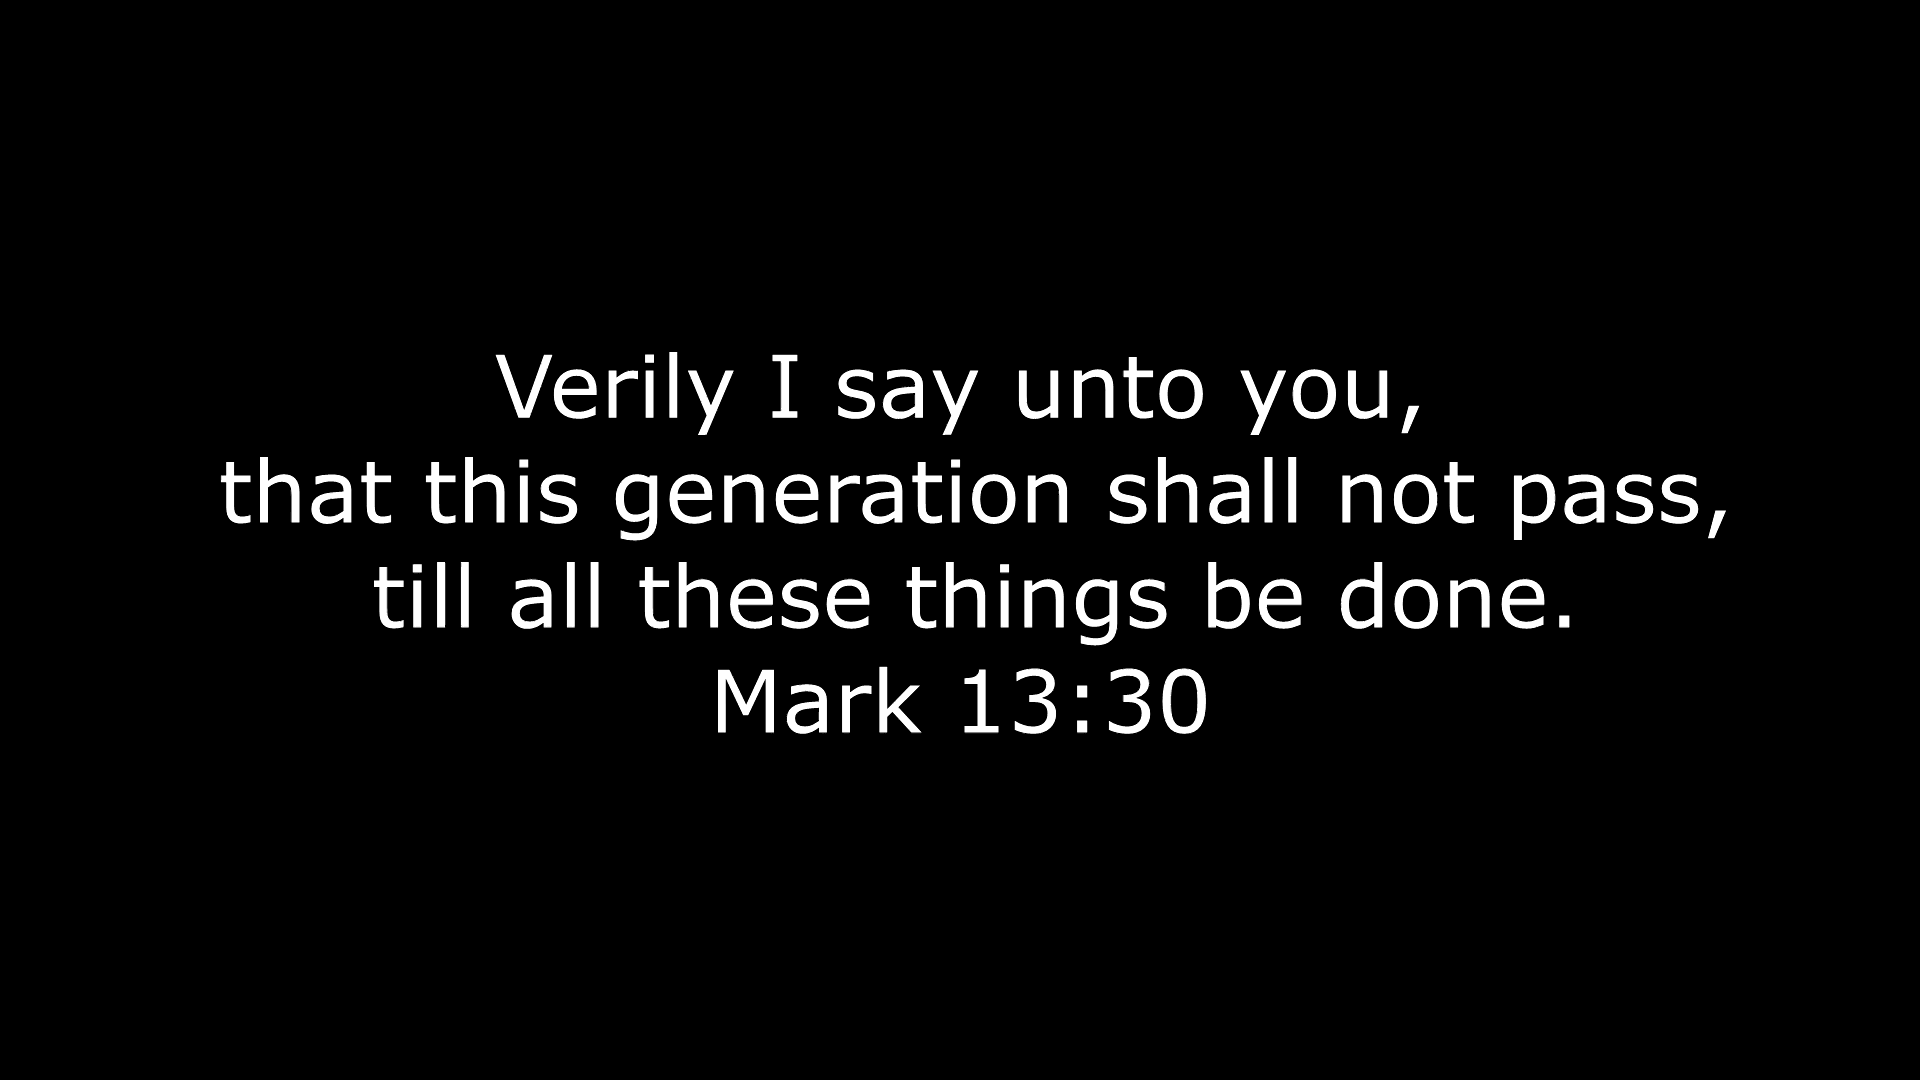 Verily I say unto you,
that this generation shall not pass,
till all these things be done.
Mark 13:30